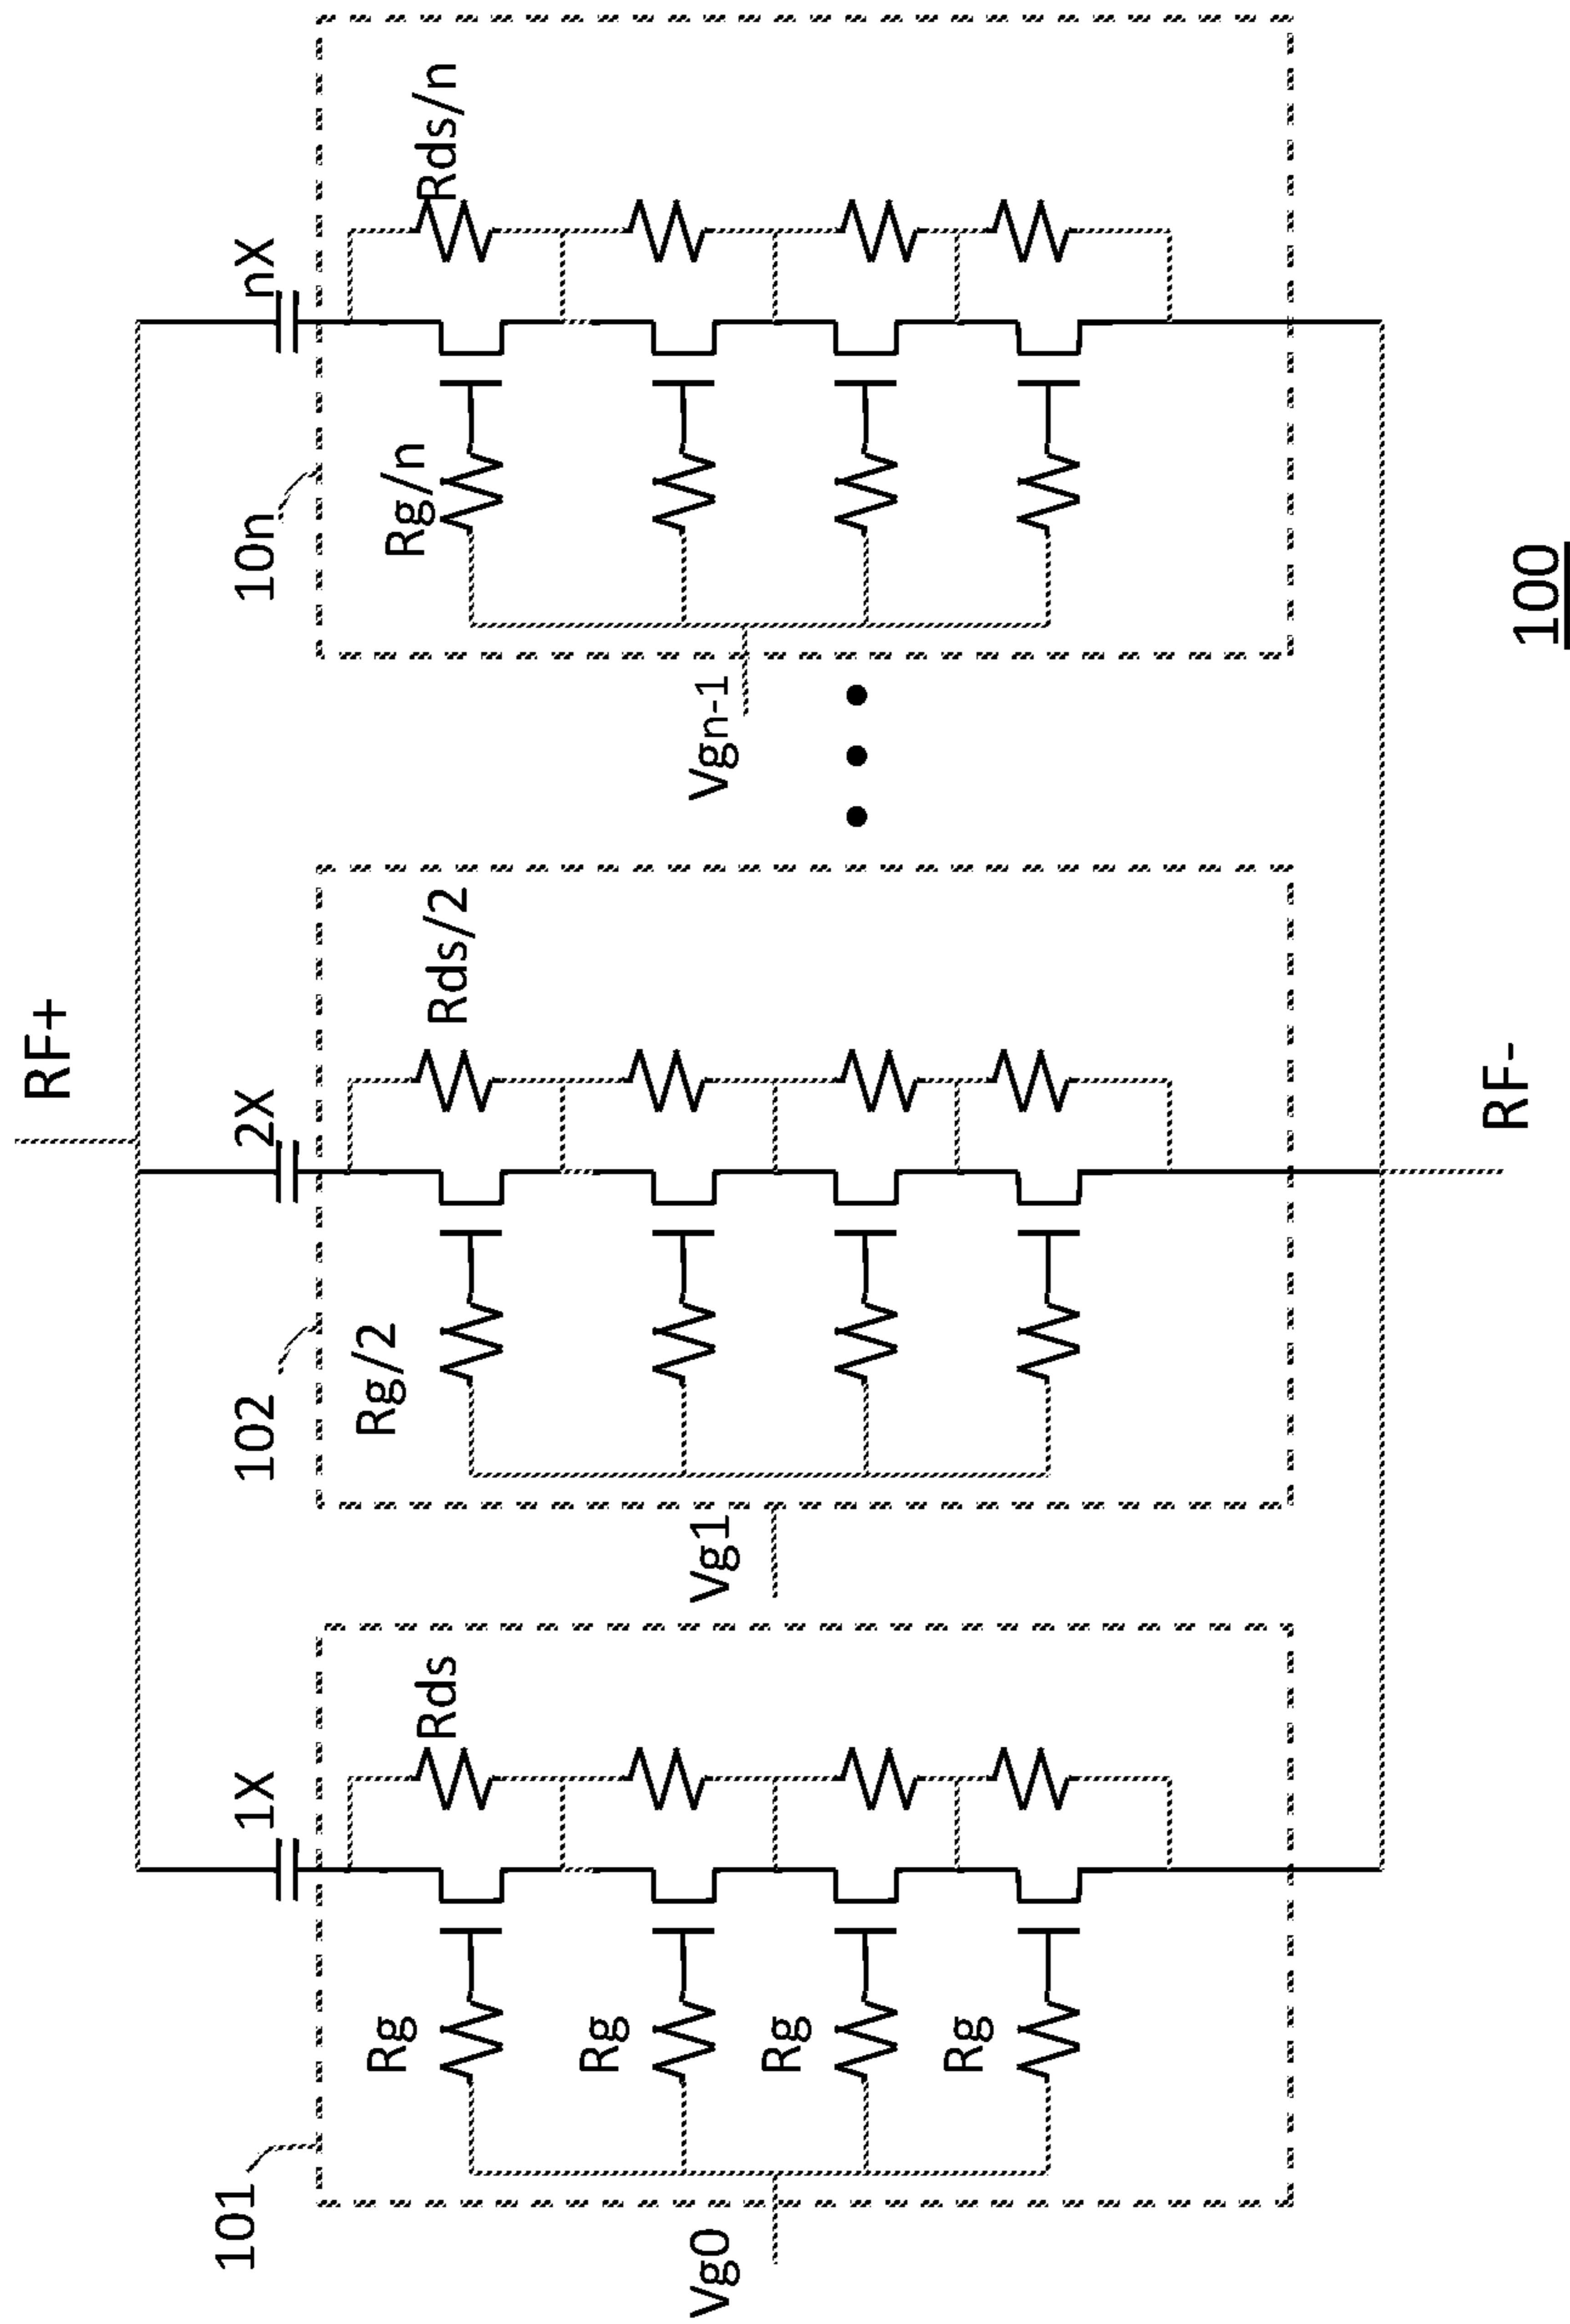 RF+
1X
2X
nX
101
102
10n
Rds
Rds/2
Rds/n
Rg
Rg/2
Rg/n
Rg
Rg
Rg
Vg0
Vg1
Vgn-1
RF-
100